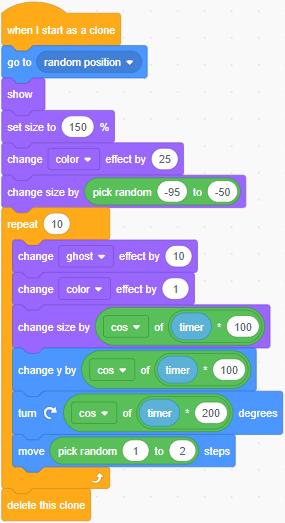 when I start as a clone
go to random position
show
set size to 150 %
change color effect by 25
change size by pick random -95 to -50
repeat 10
change ghost effect by 10
change color effect by 1
change size by cos of timer * 100
change y by cos of timer * 100
turn cos of timer * 200 degrees
move pick random 1 to 2 steps
delete this clone